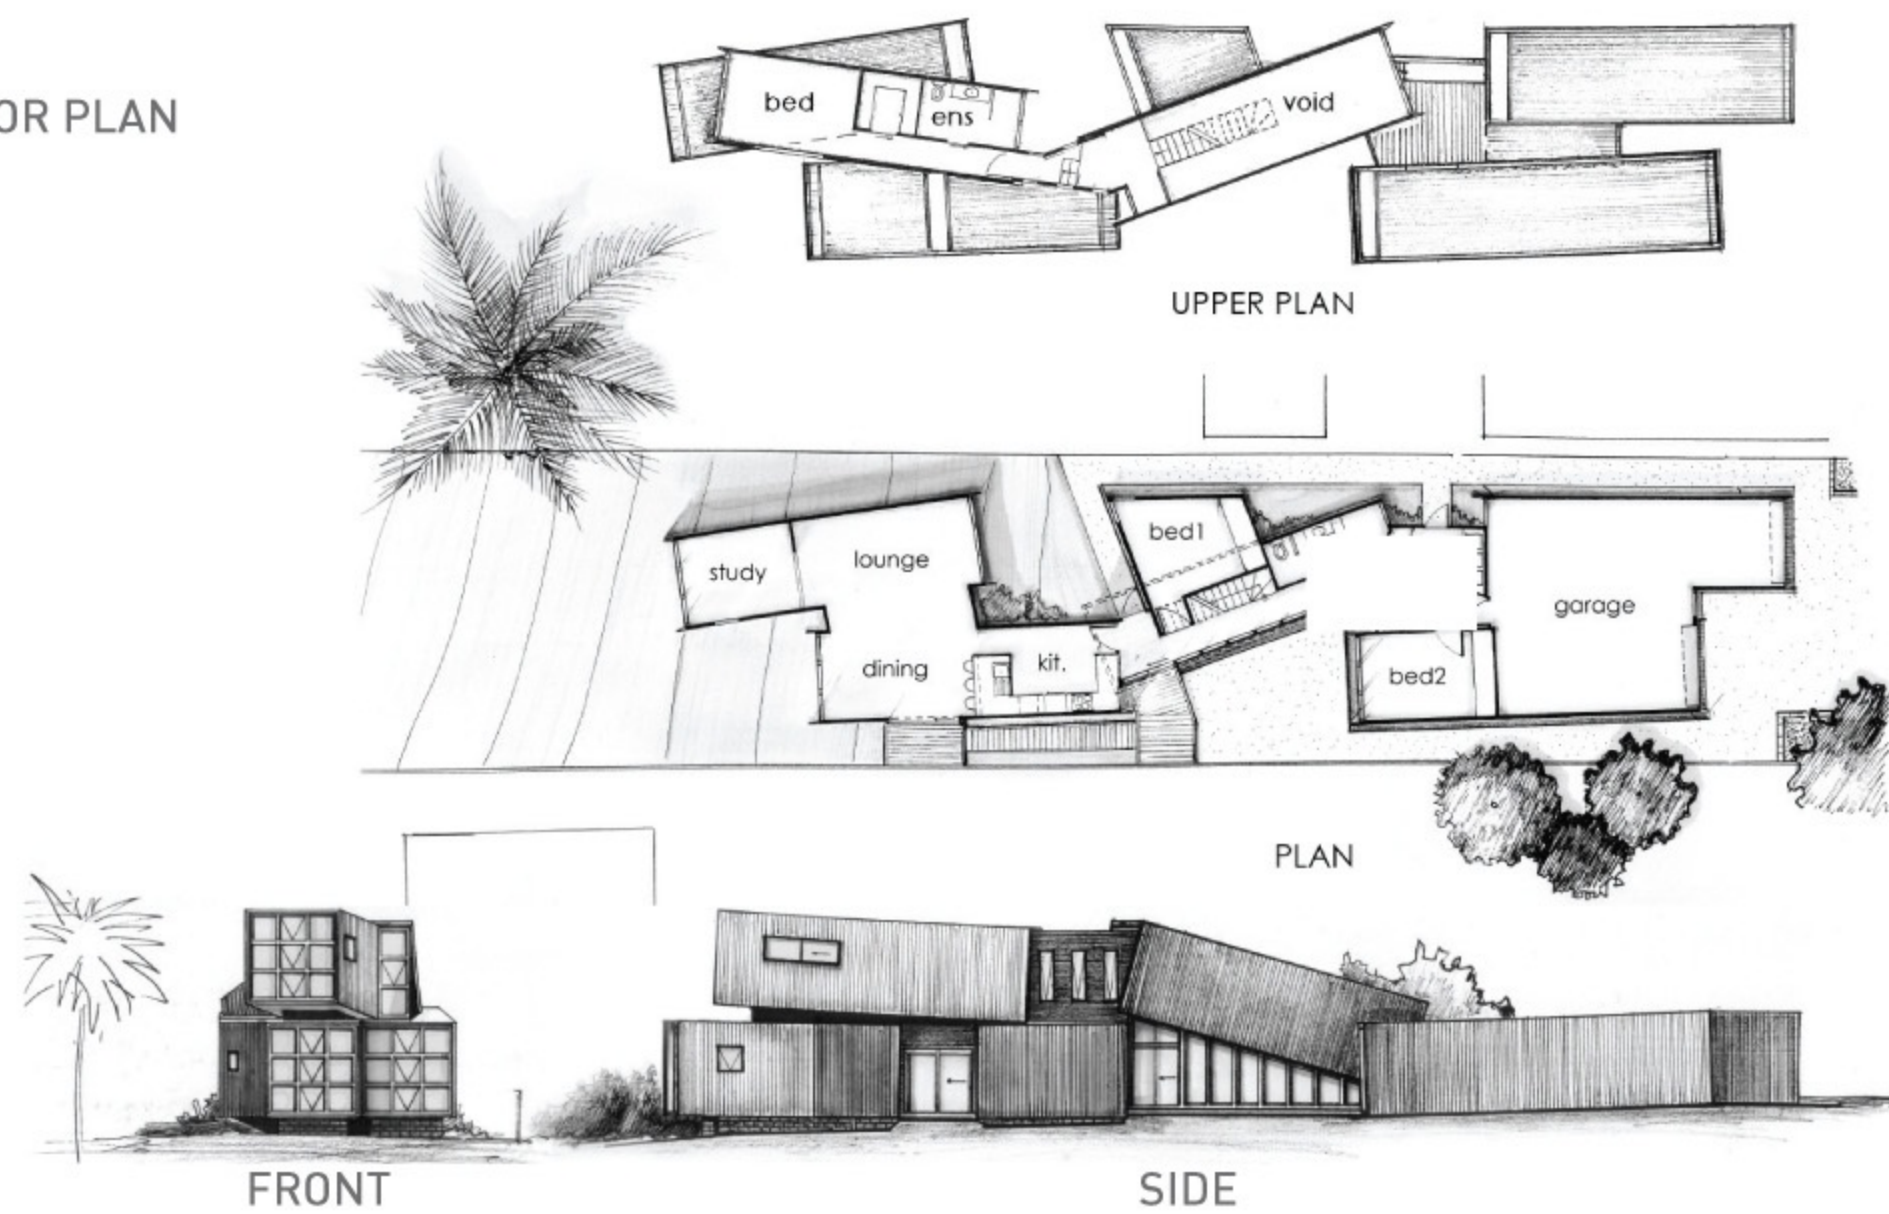 OR PLAN
bed
ens
void
UPPER PLAN
bed1
study
lounge
garage
dining
kit.
bed2
PLAN
FRONT
SIDE